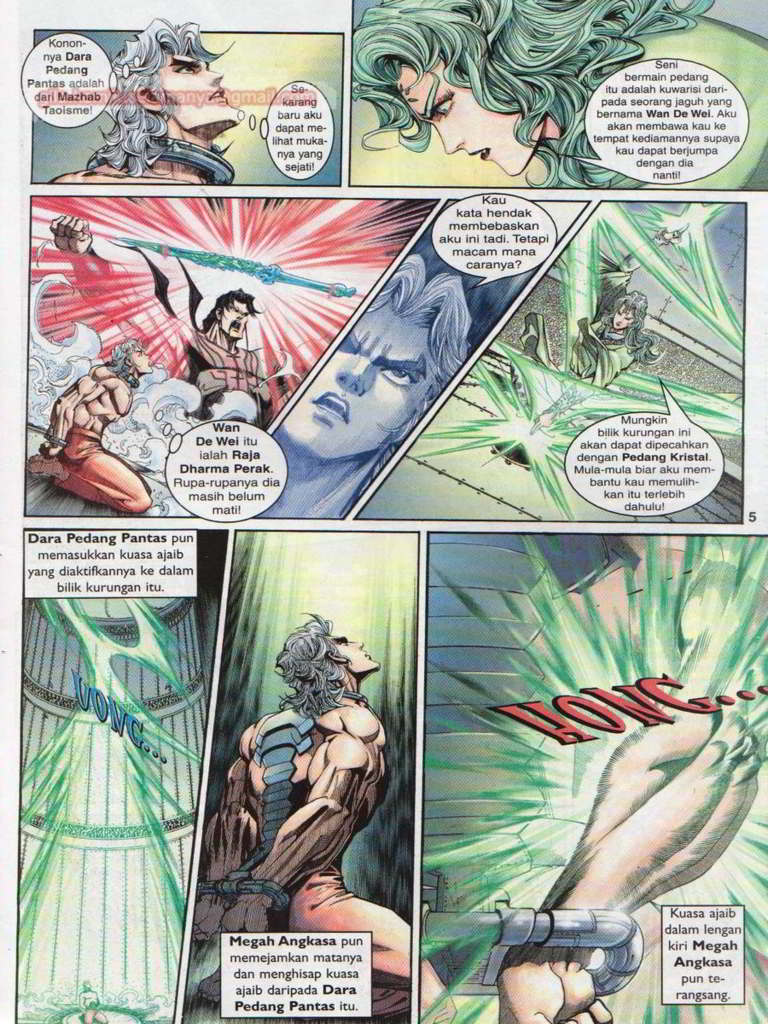 Konon-
nya Dara
Pedang
Pantas adalah
dari Mazhab
Taoisme!
Se-
karang
baru aku
dapat me-
lihat muka-
nya yang
sejati!
Seni
bermain pedang
itu adalah kuwarisi dari-
pada seorang jaguh yang
bernama Wan De Wei. Aku
akan membawa kau ke
tempat kediamannya supaya
kau dapat berjumpa
dengan dia
nanti!
Wan
De Wei itu
ialah Raja
Dharma Perak.
Rupa-rupanya dia
masih belum
mati!
Kau
kata hendak
membebaskan
aku ini tadi. Tetapi
macam mana
caranya?
Mungkin
bilik kurungan ini
akan dapat dipecahkan
dengan Pedang Kristal.
Mula-mula biar aku mem-
bantu kau memulih-
kan itu terlebih
dahulu!
5
Dara Pedang Pantas pun
memasukkan kuasa ajaib
yang diaktifkannya ke dalam
bilik kurungan itu.
VONG...
Megah Angkasa pun
memejamkan matanya
dan menghisap kuasa
ajaib daripada Dara
Pedang Pantas itu.
HONG...
Kuasa ajaib
dalam lengan
kiri Megah
Angkasa
pun te-
rangsang.